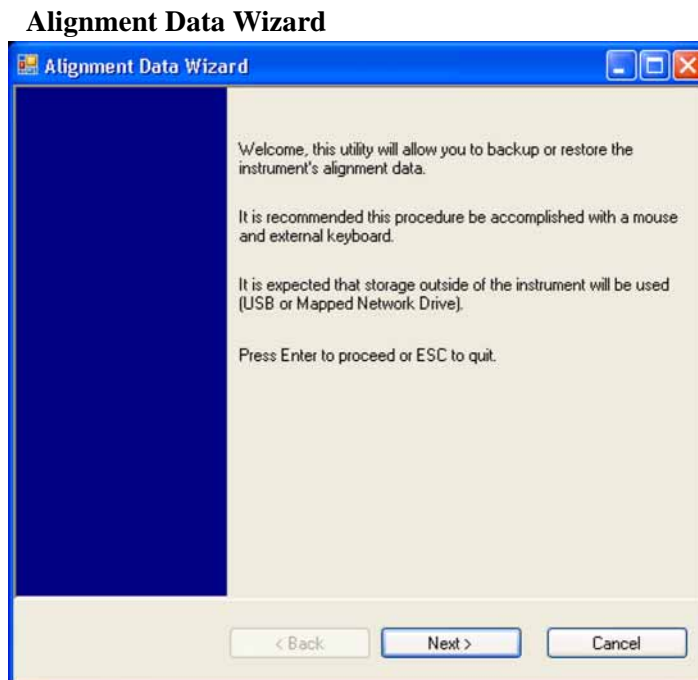 Alignment Data Wizard
Alignment Data Wizard
Welcome, this utility will allow you to backup or restore the
instrument's alignment data.
It is recommended this procedure be accomplished with a mouse
and external keyboard.
It is expected that storage outside of the instrument will be used
(USB or Mapped Network Drive).
Press Enter to proceed or ESC to quit.
< Back
Next >
Cancel